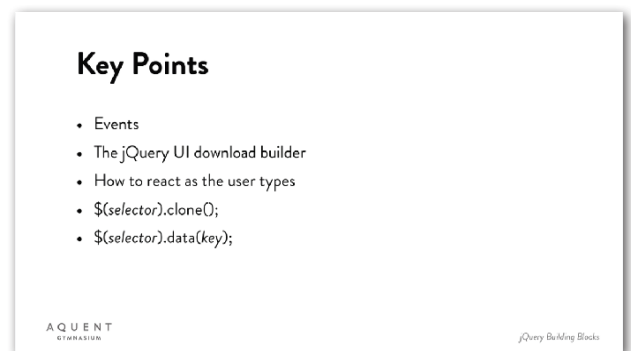 Key Points
• Events
• The jQuery UI download builder
• How to react as the user types
• $(selector).clone();
• $(selector).data(key);
AQUENT
GYMNASIUM
jQuery Building Blocks